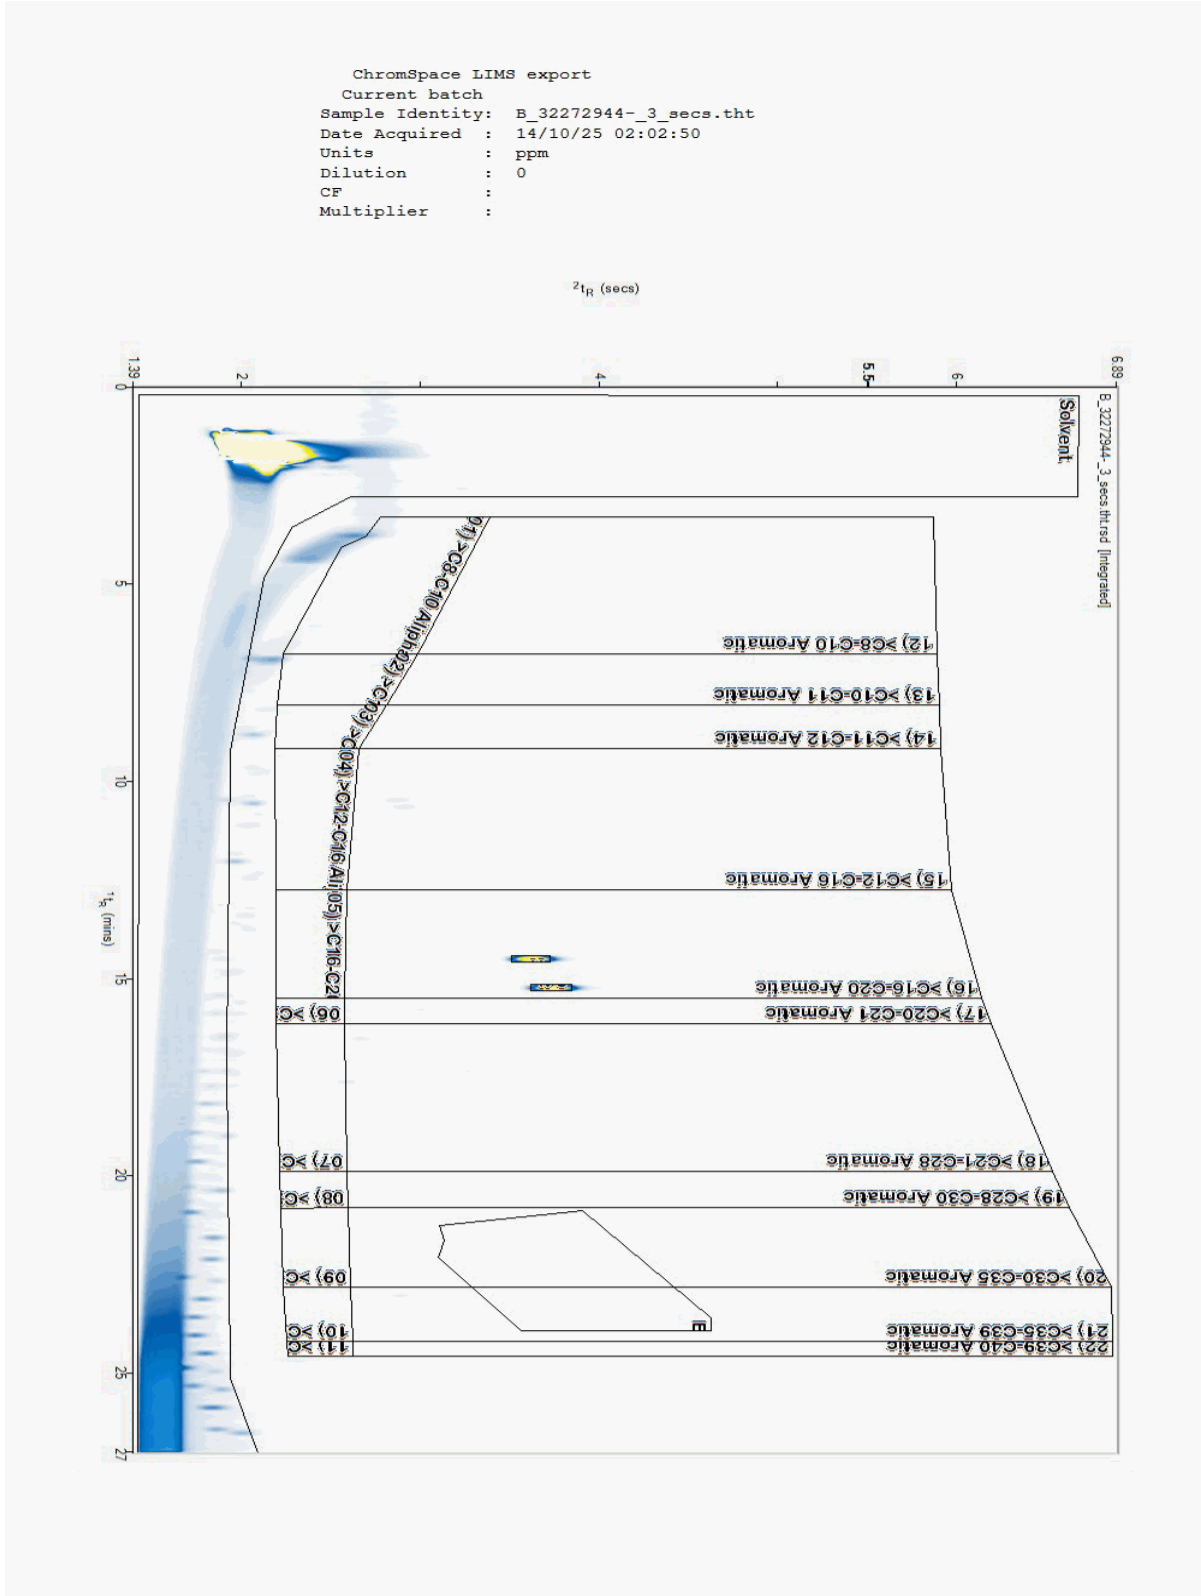 ChromSpace LIMS export
Current batch
Sample Identity: B_32272944-_3_secs.tht
Date Acquired : 14/10/25 02:02:50
Units : ppm
Dilution : 0
CF :
Multiplier :
²tR (secs)
1.39
2
4
5.5
6
6.89
B_32272944-_3_secs.tht.rsd [Integrated]
Solvent
0
5
10
15
20
25
27
¹tR (mins)
01) >C8-C10 Alipha
02) >C1
03) >C
04) >C12-C16 Ali
05) >C16-C2
06) >C
07) >C
08) >C
09) >C
10) >C
11) >C
12) >C8-C10 Aromatic
13) >C10-C11 Aromatic
14) >C11-C12 Aromatic
15) >C12-C16 Aromatic
16) >C16-C20 Aromatic
17) >C20-C21 Aromatic
18) >C21-C28 Aromatic
19) >C28-C30 Aromatic
20) >C30-C35 Aromatic
21) >C35-C39 Aromatic
22) >C39-C40 Aromatic